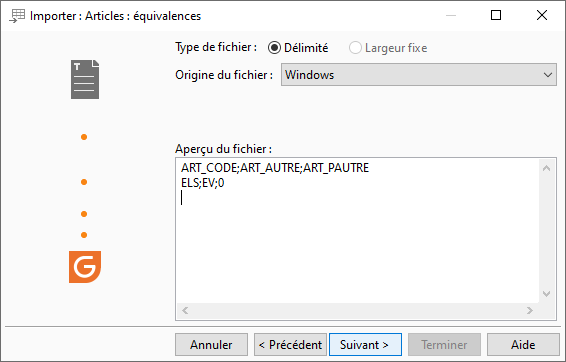 Importer : Articles : équivalences
Type de fichier : Délimité Largeur fixe
Origine du fichier : Windows
Aperçu du fichier :
ART_CODE;ART_AUTRE;ART_PAUTRE
ELS;EV;0
Annuler < Précédent Suivant > Terminer Aide